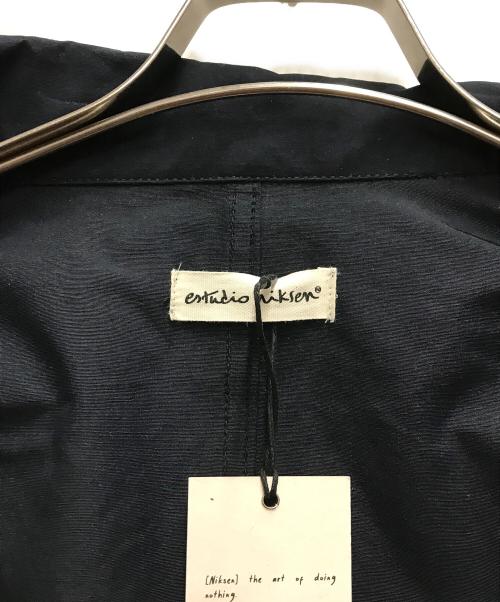 estudio niksen®
[Niksen] the art of doing
nothing.